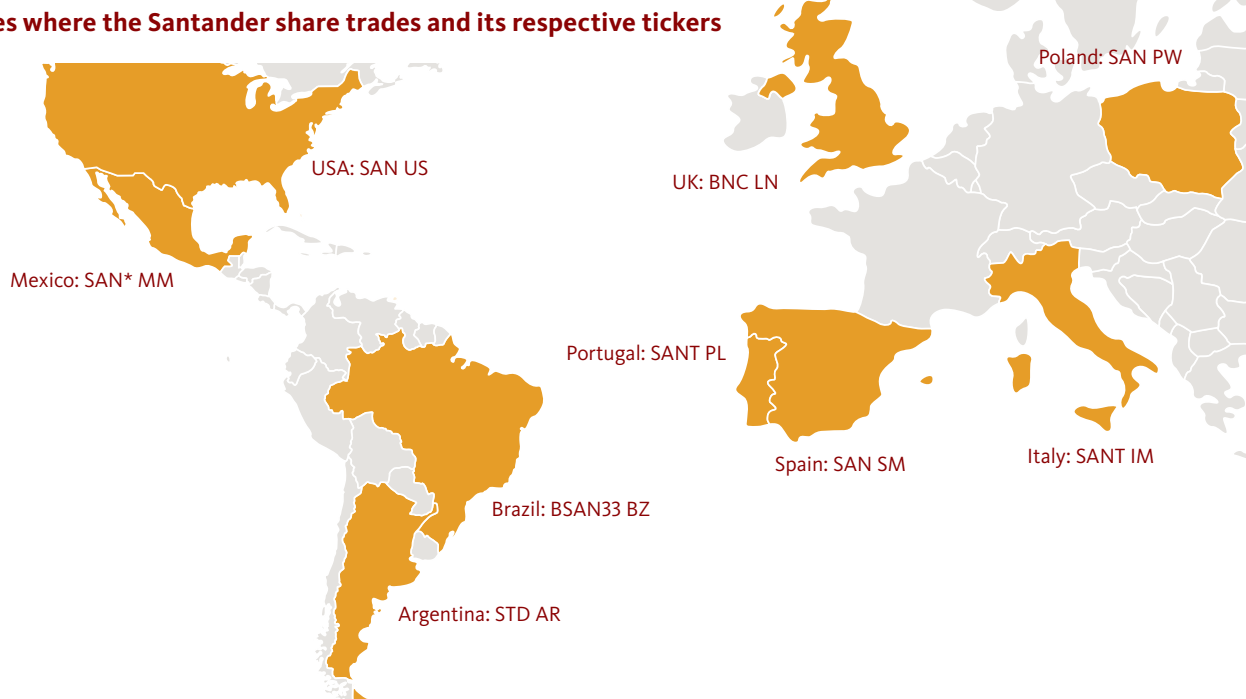 where the Santander share trades and its respective tickers
Poland: SAN PW
USA: SAN US
UK: BNC LN
Mexico: SAN* MM
Portugal: SANT PL
Spain: SAN SM
Italy: SANT IM
Brazil: BSAN33 BZ
Argentina: STD AR